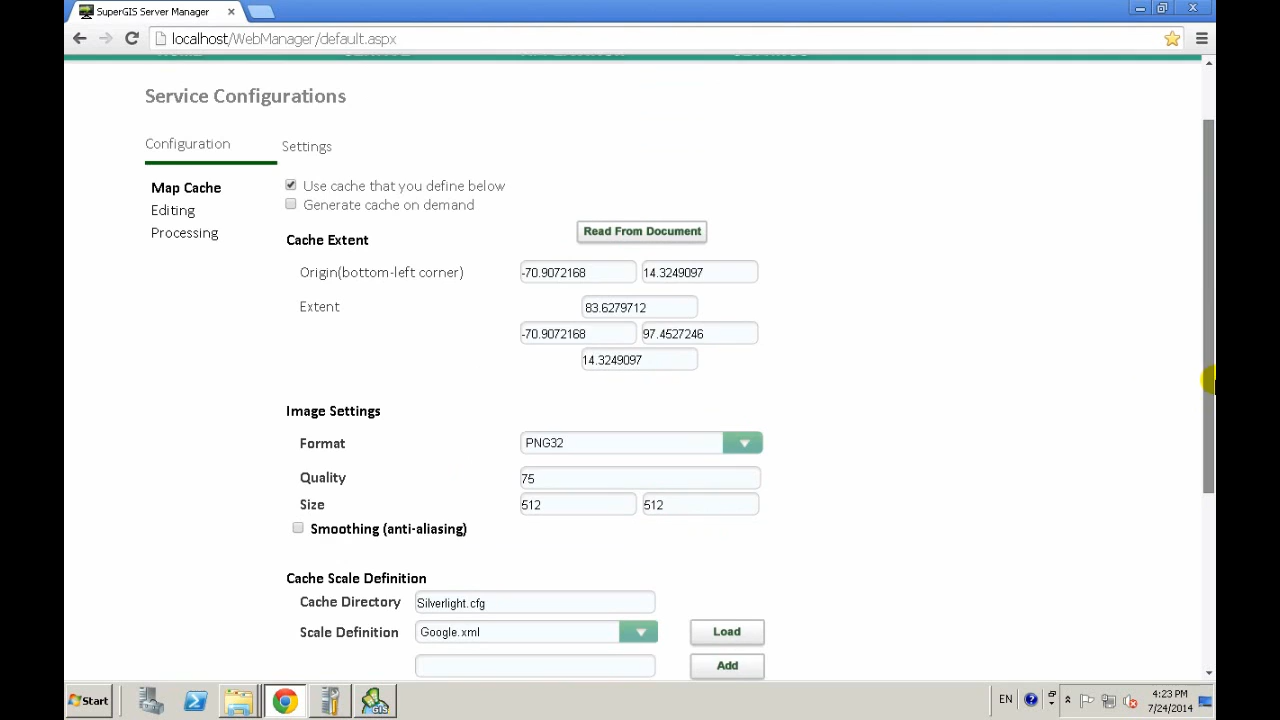 SuperGIS Server Manager
localhost/WebManager/default.aspx
Service Configurations
Configuration
Settings
Map Cache
Editing
Processing
Use cache that you define below
Generate cache on demand
Cache Extent
Read From Document
Origin(bottom-left corner)
-70.9072168 14.3249097
Extent
83.6279712
-70.9072168 97.4527246
14.3249097
Image Settings
Format PNG32
Quality 75
Size 512 512
Smoothing (anti-aliasing)
Cache Scale Definition
Cache Directory Silverlight.cfg
Scale Definition Google.xml Load
Add
Start
GIS
EN
4:23 PM
7/24/2014